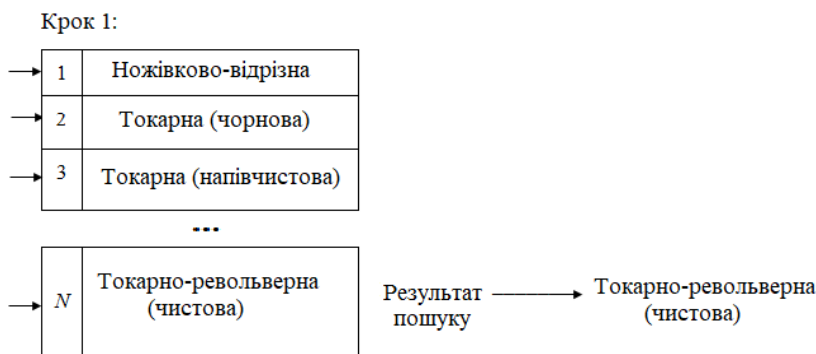 Крок 1:
1 Ножівково-відрізна
2 Токарна (чорнова)
3 Токарна (напівчистова)
...
N Токарно-револьверна
(чистова)
Результат
пошуку
Токарно-револьверна
(чистова)